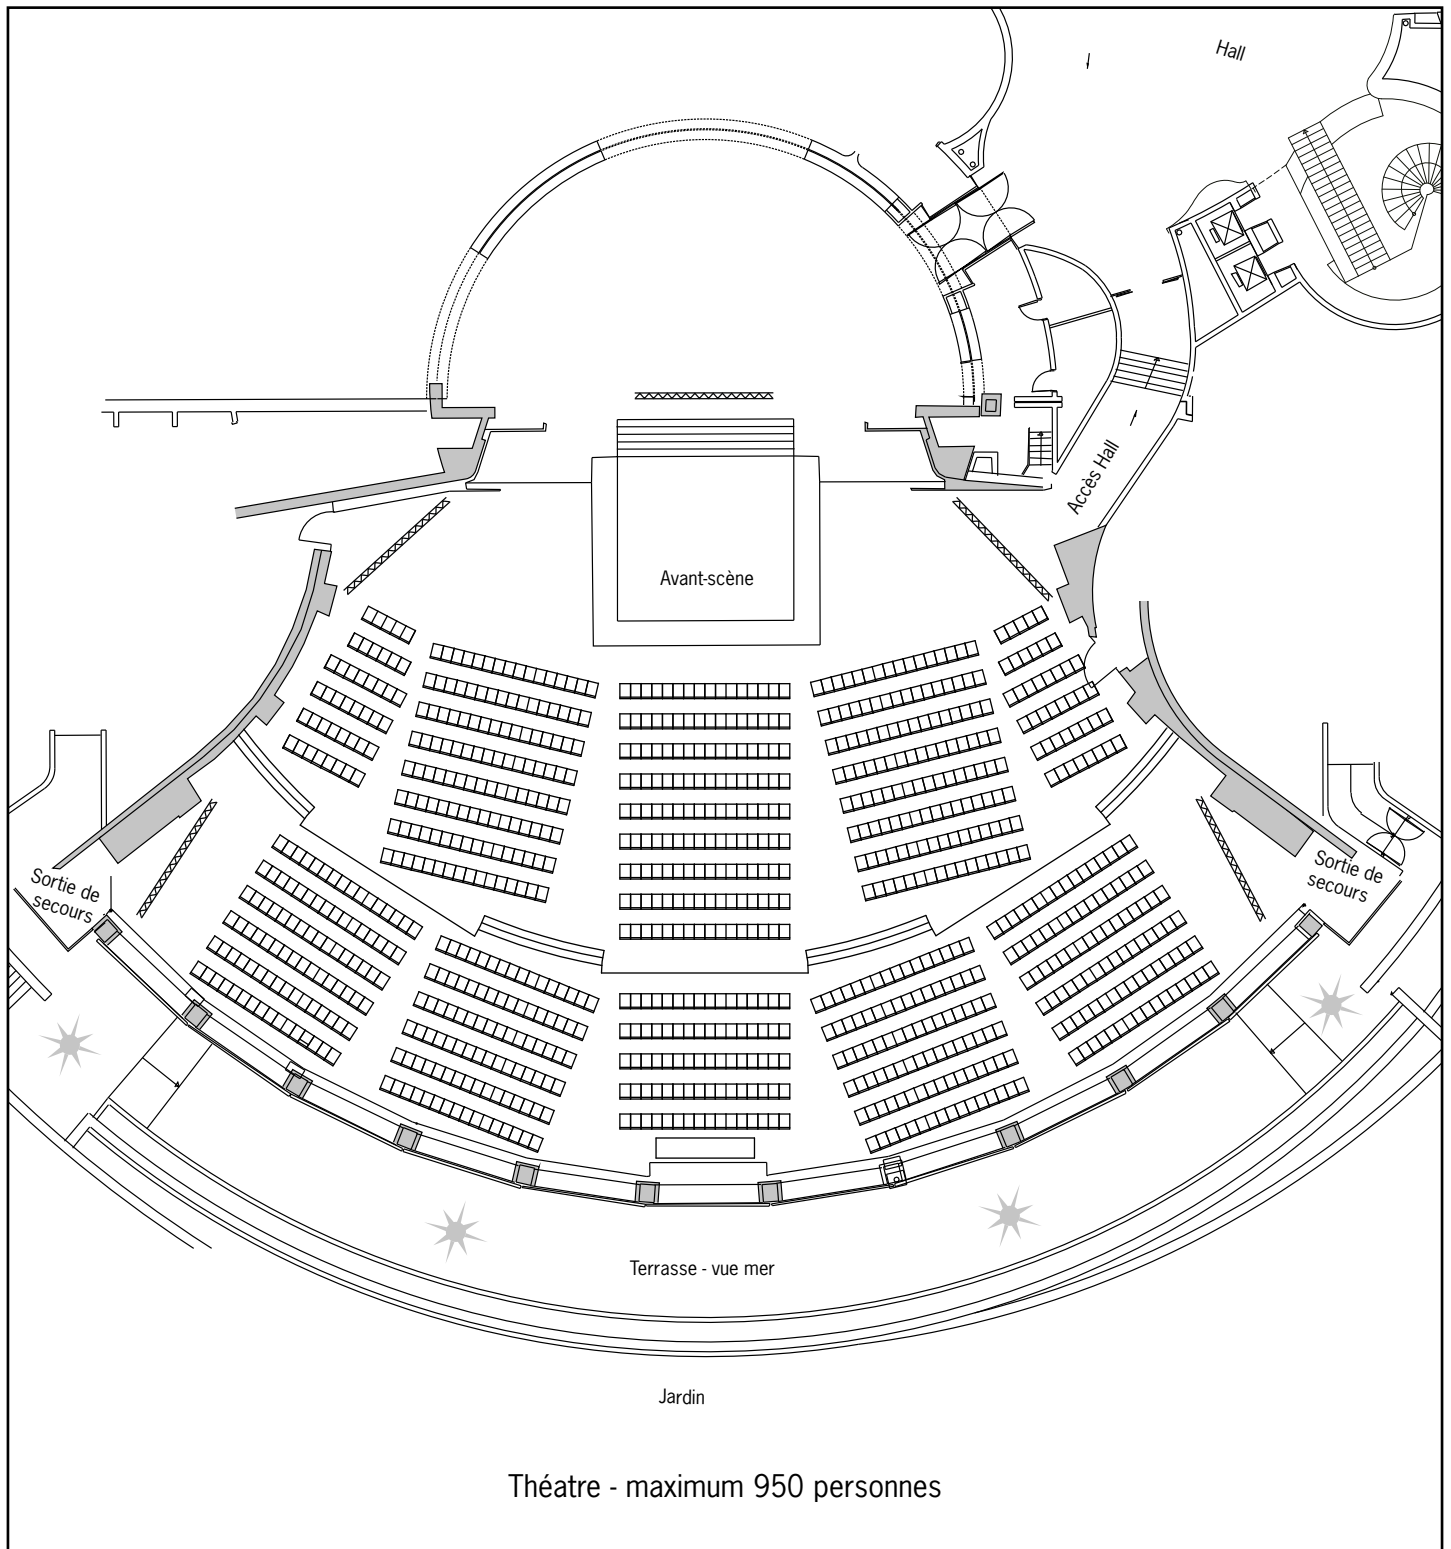 Hall
Accès Hall
Avant-scène
Sortie de
secours
Sortie de
secours
Terrasse - vue mer
Jardin
Théatre - maximum 950 personnes